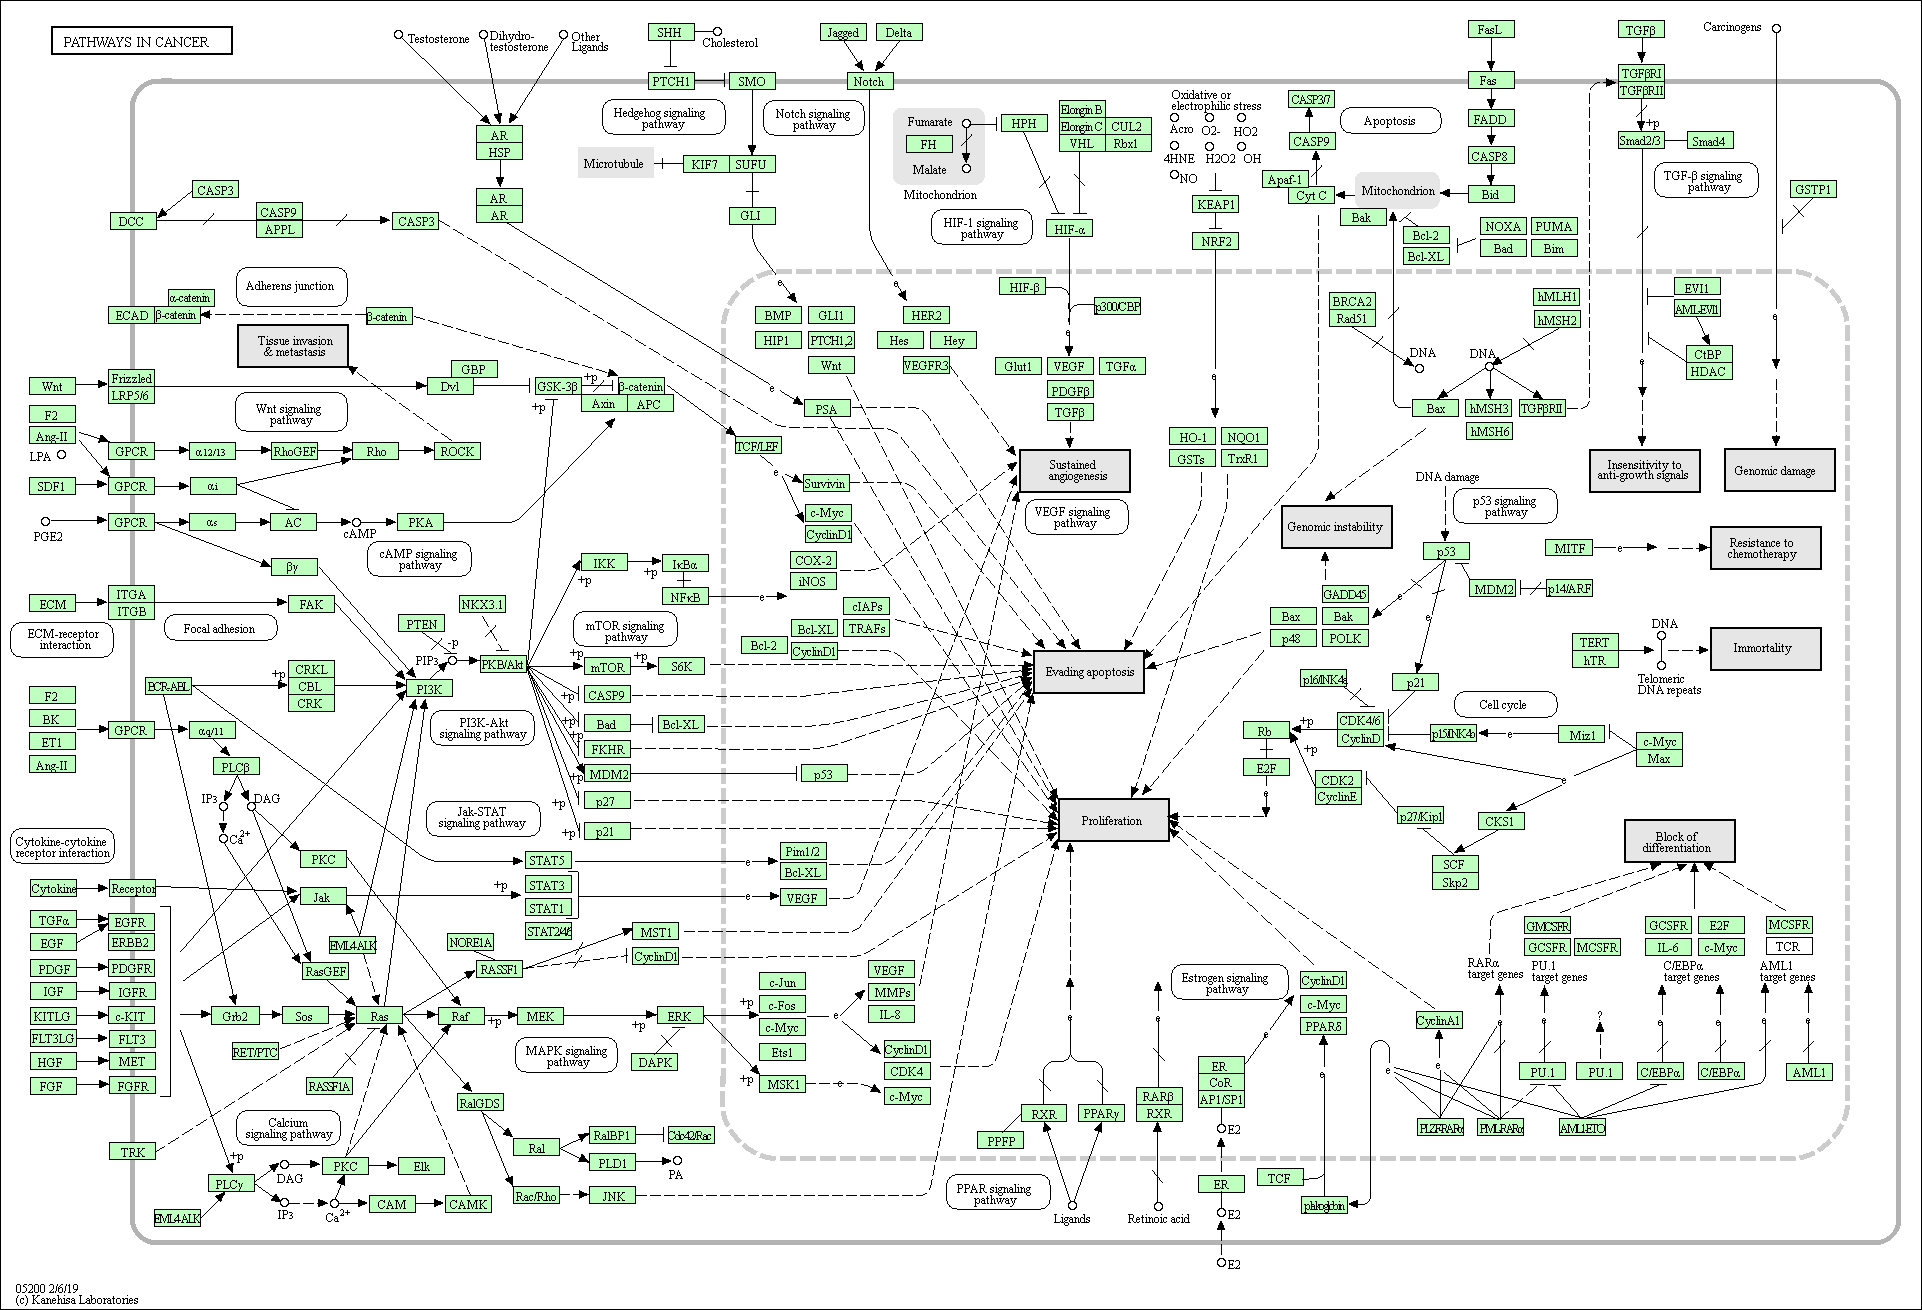 PATHWAYS IN CANCER
Testosterone
Dihydro-
testosterone
Other
Ligands
SHH
Cholesterol
PTCH1
SMO
Jagged
Delta
Notch
Hedgehog signaling
pathway
Notch signaling
pathway
Microtubule
KIF7
SUFU
GLI
AR
HSP
AR
AR
Fumarate
FH
Malate
Mitochondrion
HPH
Elongin B
Elongin C
CUL2
VHL
Rbx1
HIF-1 signaling
pathway
HIF-α
Oxidative or
electrophilic stress
Acro
O2-
HO2
4HNE
H2O2
OH
NO
KEAP1
NRF2
CASP3/7
CASP9
Apaf-1
Cyt C
Apoptosis
Mitochondrion
Bak
Bcl-2
Bcl-XL
FasL
Fas
FADD
CASP8
Bid
NOXA
PUMA
Bad
Bim
TGFβ
TGFβRI
TGFβRII
+p
Smad2/3
Smad4
TGF-β signaling
pathway
Carcinogens
GSTP1
DCC
CASP3
CASP9
APPL
CASP3
Adherens junction
α-catenin
ECAD
β-catenin
β-catenin
Tissue invasion
& metastasis
Wnt
Frizzled
LRP5/6
GBP
Dvl
GSK-3β
+p
β-catenin
+p
Axin
APC
Wnt signaling
pathway
F2
Ang-II
LPA
GPCR
α12/13
RhoGEF
Rho
ROCK
SDF1
GPCR
αi
PGE2
GPCR
αs
AC
cAMP
PKA
cAMP signaling
pathway
βγ
TCF/LEF
ECM
ITGA
ITGB
FAK
ECM-receptor
interaction
Focal adhesion
PTEN
NKX3.1
-p
PIP3
PKB/Akt
IKK
+p
+p
IκBα
NFκB
mTOR signaling
pathway
+p
mTOR
+p
S6K
+p
CASP9
+p
Bad
Bcl-XL
+p
FKHR
+p
MDM2
p53
+p
p27
+p
p21
BCR-ABL
+p
CRKL
CBL
CRK
PI3K
PI3K-Akt
signaling pathway
F2
BK
ET1
Ang-II
GPCR
αq/11
PLCβ
IP3
DAG
Ca2+
Jak-STAT
signaling pathway
Cytokine-cytokine
receptor interaction
PKC
Cytokine
Receptor
Jak
+p
STAT5
STAT3
STAT1
STAT2/4/6
TGFα
EGFR
EGF
ERBB2
PDGF
PDGFR
IGF
IGFR
KITLG
c-KIT
FLT3LG
FLT3
HGF
MET
FGF
FGFR
EML4-ALK
NORE1A
RASSF1
MST1
CyclinD1
RasGEF
Grb2
Sos
Ras
Raf
+p
MEK
+p
ERK
DAPK
RET/PTC
RASSF1A
MAPK signaling
pathway
RalGDS
Calcium
signaling pathway
TRK
+p
PLCγ
EML4-ALK
DAG
IP3
PKC
Elk
Ca2+
CAM
CAMK
Ral
RalBP1
Cdc42/Rac
PLD1
PA
Rac/Rho
JNK
e
BMP
GLI1
HIP1
PTCH1,2
Wnt
e
HER2
Hes
Hey
VEGFR3
HIF-β
p300/CBP
e
Glut1
VEGF
TGFα
PDGFβ
TGFβ
e
PSA
Sustained
angiogenesis
VEGF signaling
pathway
e
Survivin
e
c-Myc
CyclinD1
COX-2
iNOS
e
cIAPs
Bcl-XL
TRAFs
Bcl-2
CyclinD1
Evading apoptosis
Proliferation
e
Pim1/2
Bcl-XL
e
VEGF
+p
c-Jun
c-Fos
c-Myc
Ets1
+p
MSK1
e
VEGF
MMPs
IL-8
CyclinD1
CDK4
e
c-Myc
e
HO-1
NQO1
GSTs
TrxR1
BRCA2
Rad51
DNA
DNA
hMLH1
hMSH2
Bax
hMSH3
TGFβRII
hMSH6
EVI1
AML-EVI1
CtBP
HDAC
e
e
Insensitivity to
anti-growth signals
Genomic damage
Genomic instability
DNA damage
p53 signaling
pathway
p53
MITF
e
Resistance to
chemotherapy
MDM2
p14/ARF
e
e
GADD45
Bax
Bak
p48
POLK
TERT
hTR
DNA
Telomeric
DNA repeats
Immortality
p16/INK4a
p21
Cell cycle
Rb
+p
CDK4/6
CyclinD
p15/INK4b
e
Miz1
c-Myc
Max
E2F
+p
CDK2
CyclinE
e
e
p27/Kip1
CKS1
SCF
Skp2
Block of
differentiation
GM-CSFR
GCSFR
MCSFR
GCSFR
E2F
IL-6
c-Myc
MCSFR
TCR
RARα
target genes
PU.1
target genes
C/EBPα
target genes
AML1
target genes
e
e
?
e
e
e
e
PU.1
PU.1
C/EBPα
C/EBPα
AML1
Estrogen signaling
pathway
CyclinD1
c-Myc
PPARδ
CyclinA1
e
e
e
e
e
e
e
ER
CoR
AP1/SP1
E2
ER
E2
E2
RXR
PPARγ
PPFP
RARβ
RXR
PPAR signaling
pathway
Ligands
Retinoic acid
TCF
PLZF-RARα
PML-RARα
AML1-ETO
05200 2/6/19
(c) Kanehisa Laboratories